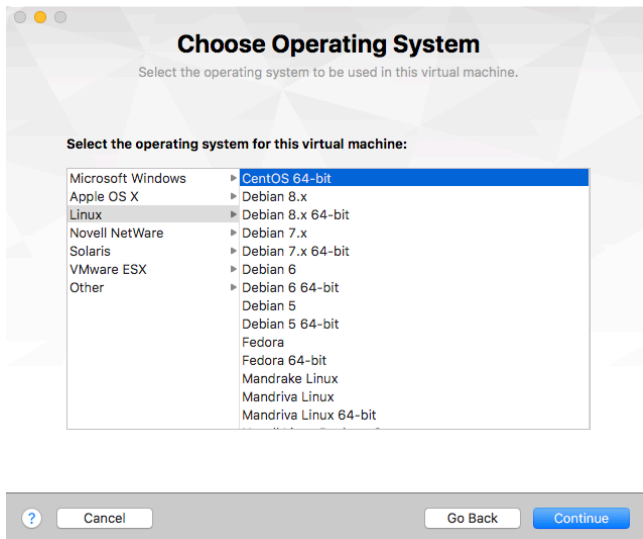 Choose Operating System
Select the operating system to be used in this virtual machine.
Select the operating system for this virtual machine:
Microsoft Windows
Apple OS X
Linux
Novell NetWare
Solaris
VMware ESX
Other
CentOS 64-bit
Debian 8.x
Debian 8.x 64-bit
Debian 7.x
Debian 7.x 64-bit
Debian 6
Debian 6 64-bit
Debian 5
Debian 5 64-bit
Fedora
Fedora 64-bit
Mandrake Linux
Mandriva Linux
Mandriva Linux 64-bit
? Cancel Go Back Continue